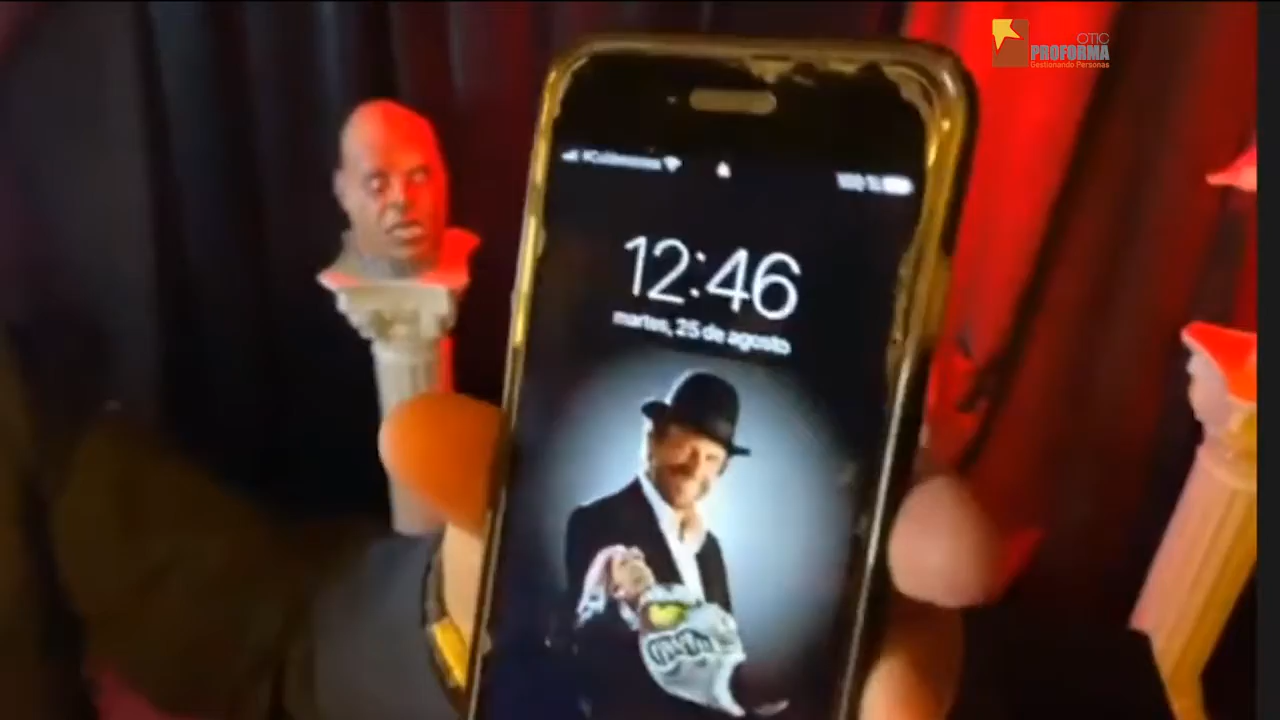 OTIC
PROFORMA
Gestionando Personas
12:46
martes, 25 de agosto